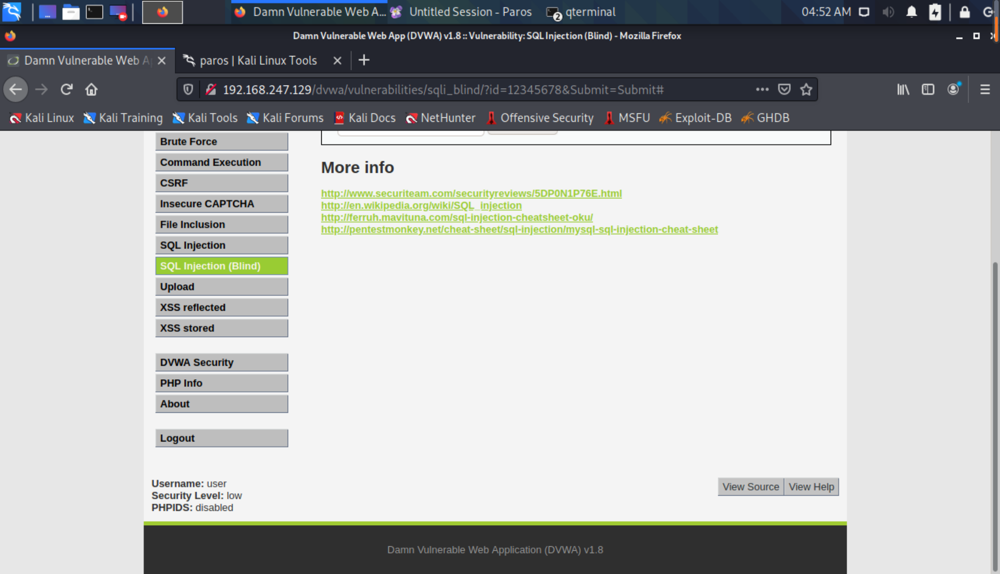 Damn Vulnerable Web A... Untitled Session - Paros 2 qterminal 04:52 AM
Damn Vulnerable Web App (DVWA) v1.8 :: Vulnerability: SQL Injection (Blind) - Mozilla Firefox
Damn Vulnerable Web Ap paros | Kali Linux Tools
192.168.247.129/dvwa/vulnerabilities/sqli_blind/?id=12345678&Submit=Submit#
Kali Linux Kali Training Kali Tools Kali Forums Kali Docs NetHunter Offensive Security MSFU Exploit-DB GHDB
Brute Force
Command Execution
CSRF
Insecure CAPTCHA
File Inclusion
SQL Injection
SQL Injection (Blind)
Upload
XSS reflected
XSS stored
DVWA Security
PHP Info
About
Logout
More info
http://www.securiteam.com/securityreviews/5DP0N1P76E.html
http://en.wikipedia.org/wiki/SQL_injection
http://ferruh.mavituna.com/sql-injection-cheatsheet-oku/
http://pentestmonkey.net/cheat-sheet/sql-injection/mysql-sql-injection-cheat-sheet
Username: user
Security Level: low
PHPIDS: disabled
View Source View Help
Damn Vulnerable Web Application (DVWA) v1.8